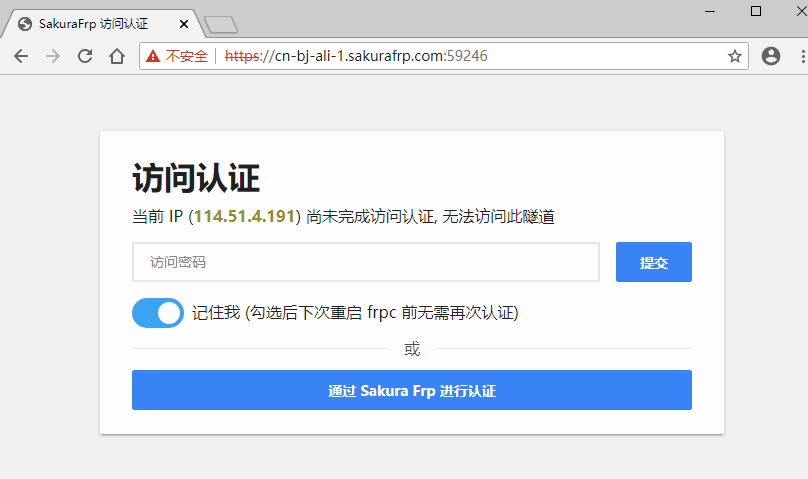 SakuraFrp 访问认证
不安全 https://cn-bj-ali-1.sakurafrp.com:59246
访问认证
当前 IP (114.51.4.191) 尚未完成访问认证, 无法访问此隧道
访问密码 提交
记住我 (勾选后下次重启 frpc 前无需再次认证)
或
通过 Sakura Frp 进行认证